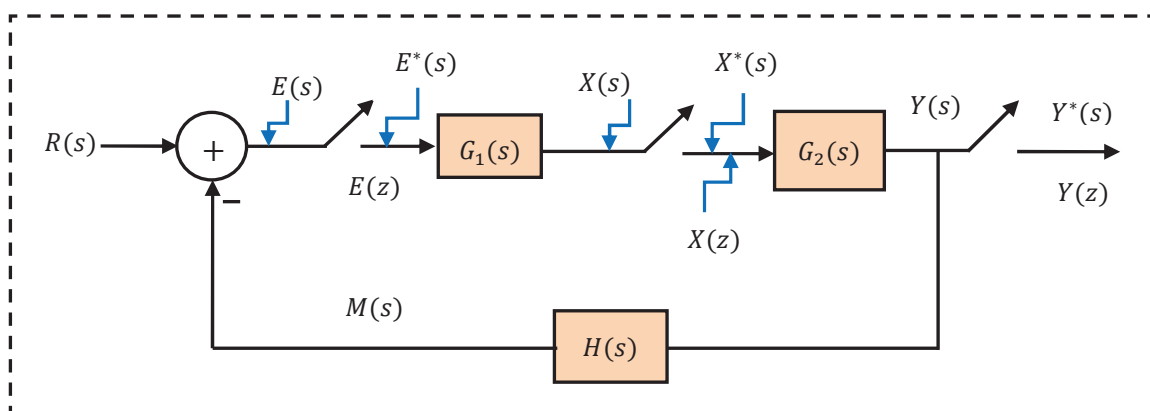 E(s)
E*(s)
X(s)
X*(s)
Y(s)
Y*(s)
R(s)
+
G₁(s)
G₂(s)
−
E(z)
X(z)
Y(z)
M(s)
H(s)